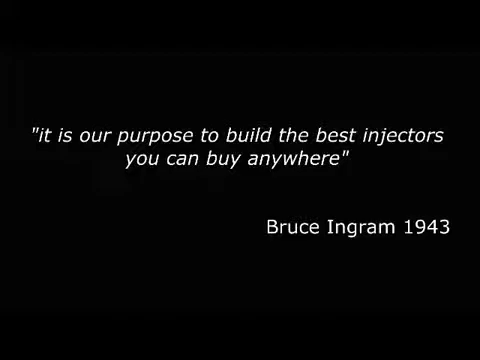 "it is our purpose to build the best injectors
you can buy anywhere"
Bruce Ingram 1943